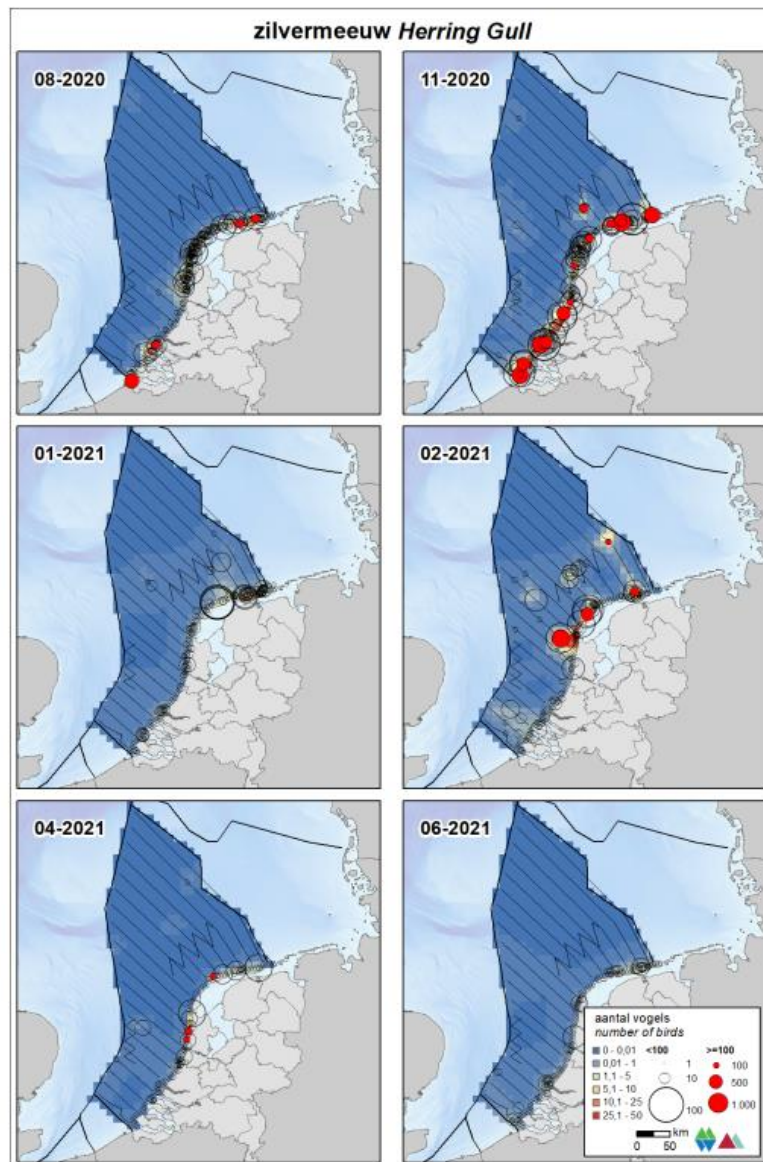 zilvermeeuw Herring Gull
08-2020
11-2020
01-2021
02-2021
04-2021
06-2021
aantal vogels
number of birds
<100 >=100
0 - 0,01
0,01 - 1
1,1 - 5
5,1 - 10
10,1 - 25
25,1 - 50
1
10
100
100
500
1.000
km
0 50